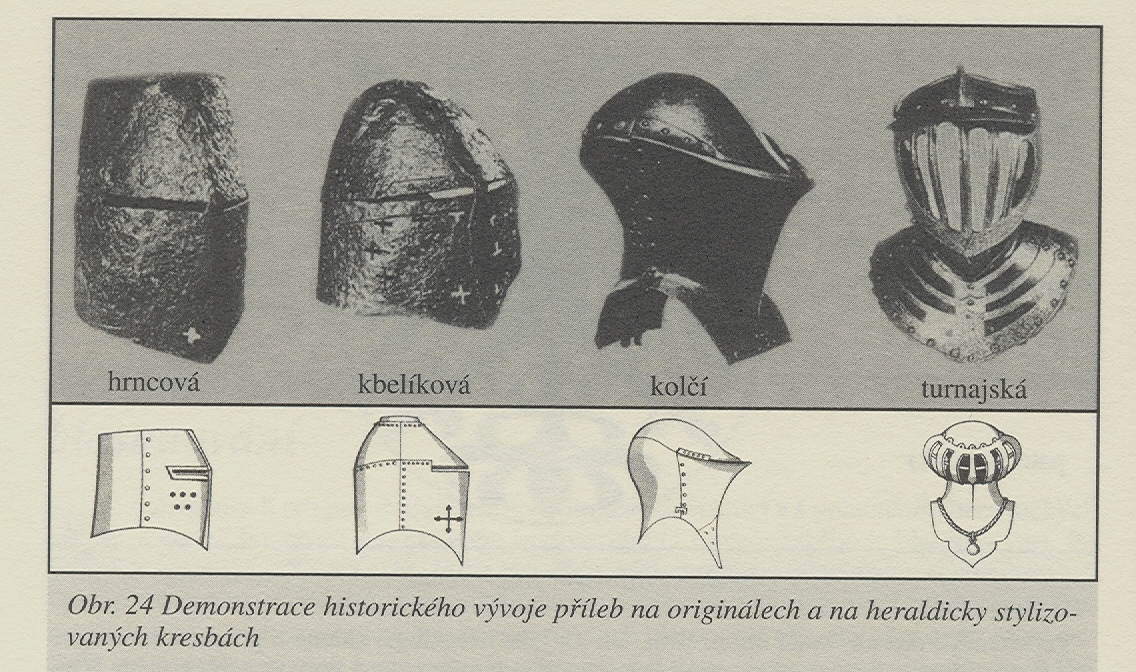 hrncová kbelíková kolčí turnajská
Obr. 24 Demonstrace historického vývoje příleb na originálech a na heraldicky stylizo-
vaných kresbách